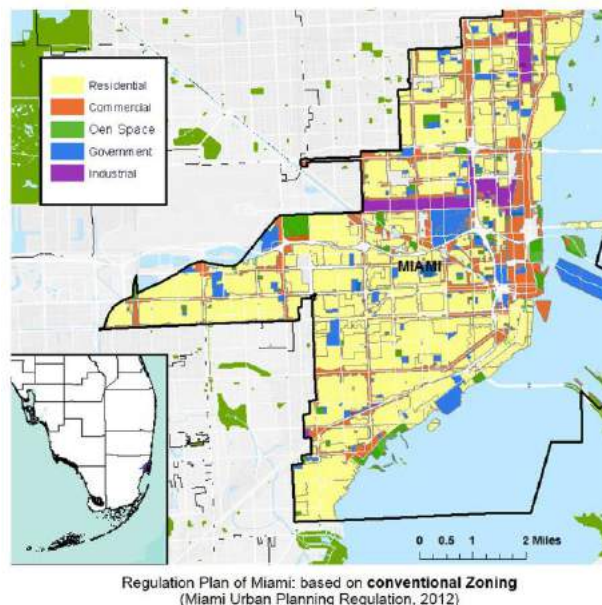 Residential
Commercial
Oen Space
Government
Industrial
MIAMI
0 0.5 1 2 Miles
Regulation Plan of Miami: based on conventional Zoning
(Miami Urban Planning Regulation, 2012)